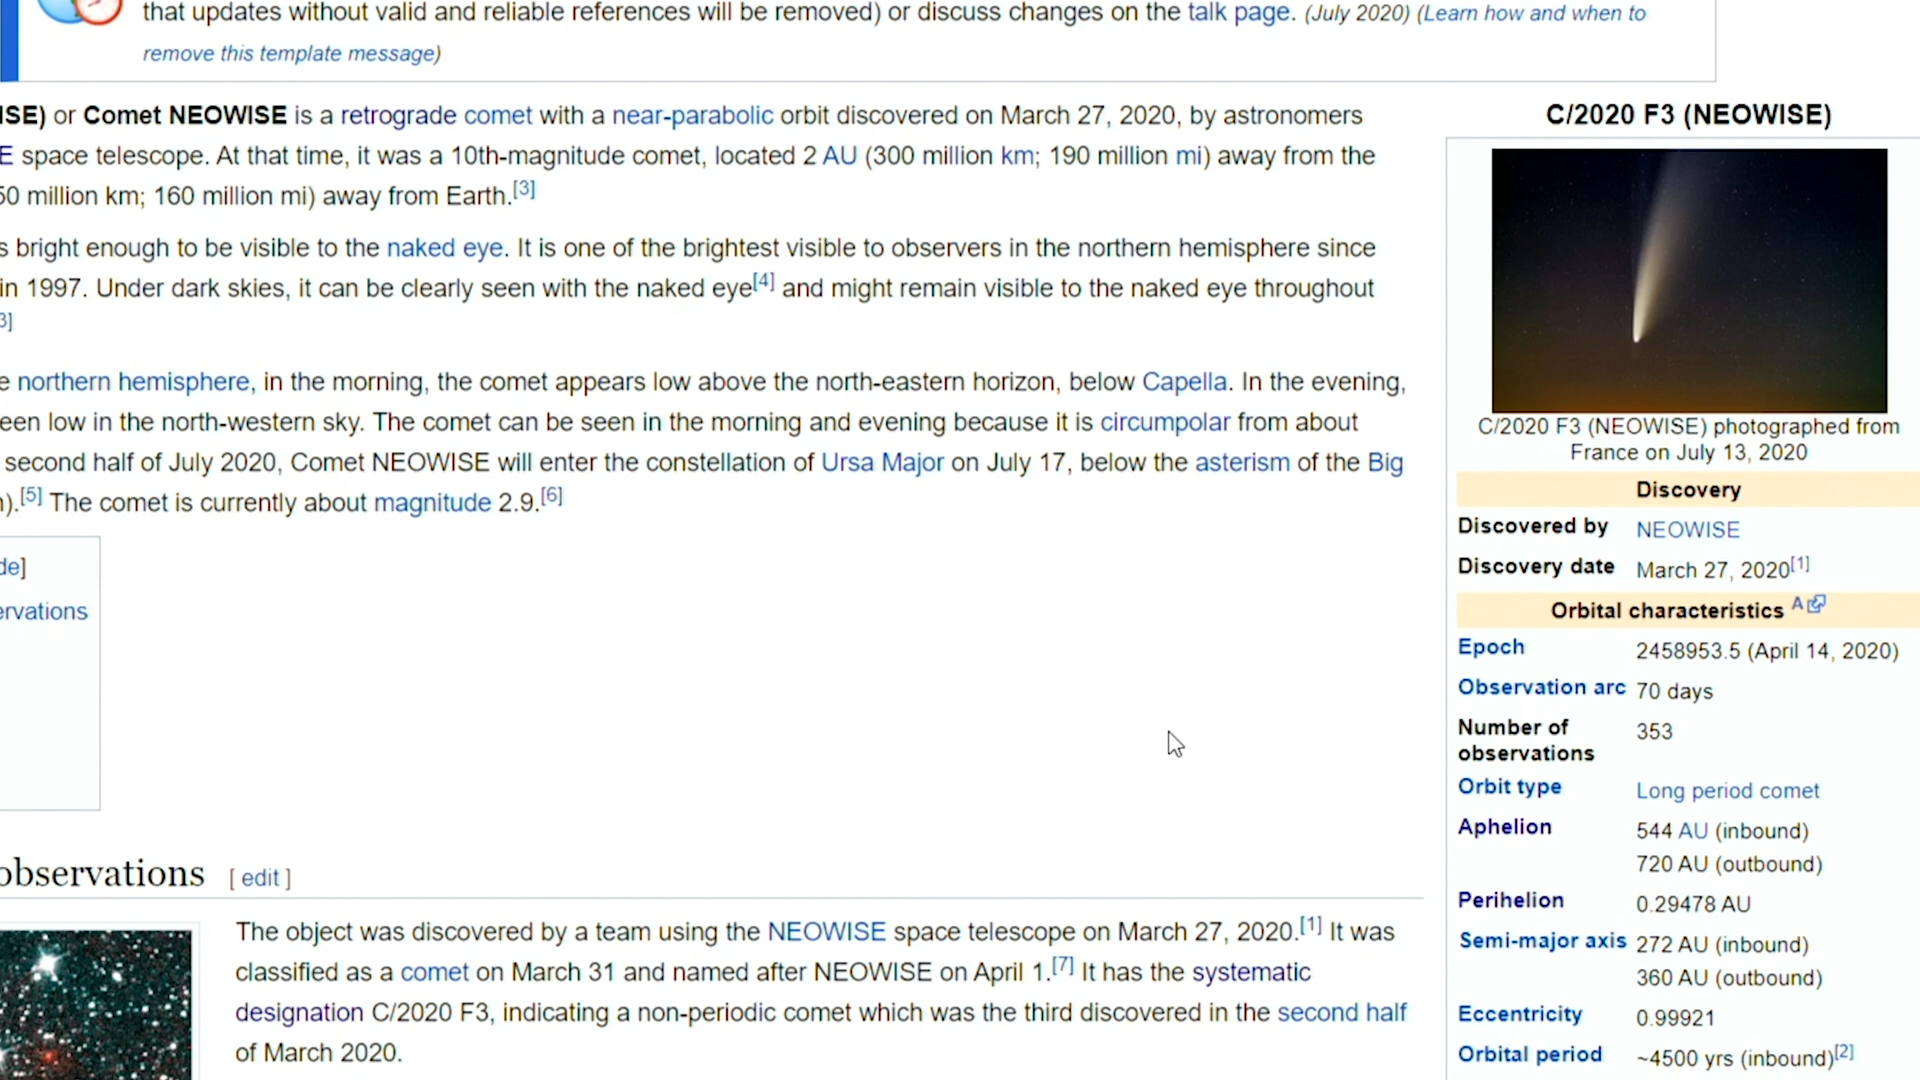 that updates without valid and reliable references will be removed) or discuss changes on the talk page. (July 2020) (Learn how and when to
remove this template message)
ISE) or Comet NEOWISE is a retrograde comet with a near-parabolic orbit discovered on March 27, 2020, by astronomers
E space telescope. At that time, it was a 10th-magnitude comet, located 2 AU (300 million km; 190 million mi) away from the
50 million km; 160 million mi) away from Earth.[3]
s bright enough to be visible to the naked eye. It is one of the brightest visible to observers in the northern hemisphere since
in 1997. Under dark skies, it can be clearly seen with the naked eye[4] and might remain visible to the naked eye throughout
3]
e northern hemisphere, in the morning, the comet appears low above the north-eastern horizon, below Capella. In the evening,
een low in the north-western sky. The comet can be seen in the morning and evening because it is circumpolar from about
second half of July 2020, Comet NEOWISE will enter the constellation of Ursa Major on July 17, below the asterism of the Big
).[5] The comet is currently about magnitude 2.9.[6]
de]
ervations
observations [ edit ]
The object was discovered by a team using the NEOWISE space telescope on March 27, 2020.[1] It was
classified as a comet on March 31 and named after NEOWISE on April 1.[7] It has the systematic
designation C/2020 F3, indicating a non-periodic comet which was the third discovered in the second half
of March 2020.
C/2020 F3 (NEOWISE)
C/2020 F3 (NEOWISE) photographed from
France on July 13, 2020
Discovery
Discovered by NEOWISE
Discovery date March 27, 2020[1]
Orbital characteristics A
Epoch 2458953.5 (April 14, 2020)
Observation arc 70 days
Number of 353
observations
Orbit type Long period comet
Aphelion 544 AU (inbound)
720 AU (outbound)
Perihelion 0.29478 AU
Semi-major axis 272 AU (inbound)
360 AU (outbound)
Eccentricity 0.99921
Orbital period ~4500 yrs (inbound)[2]